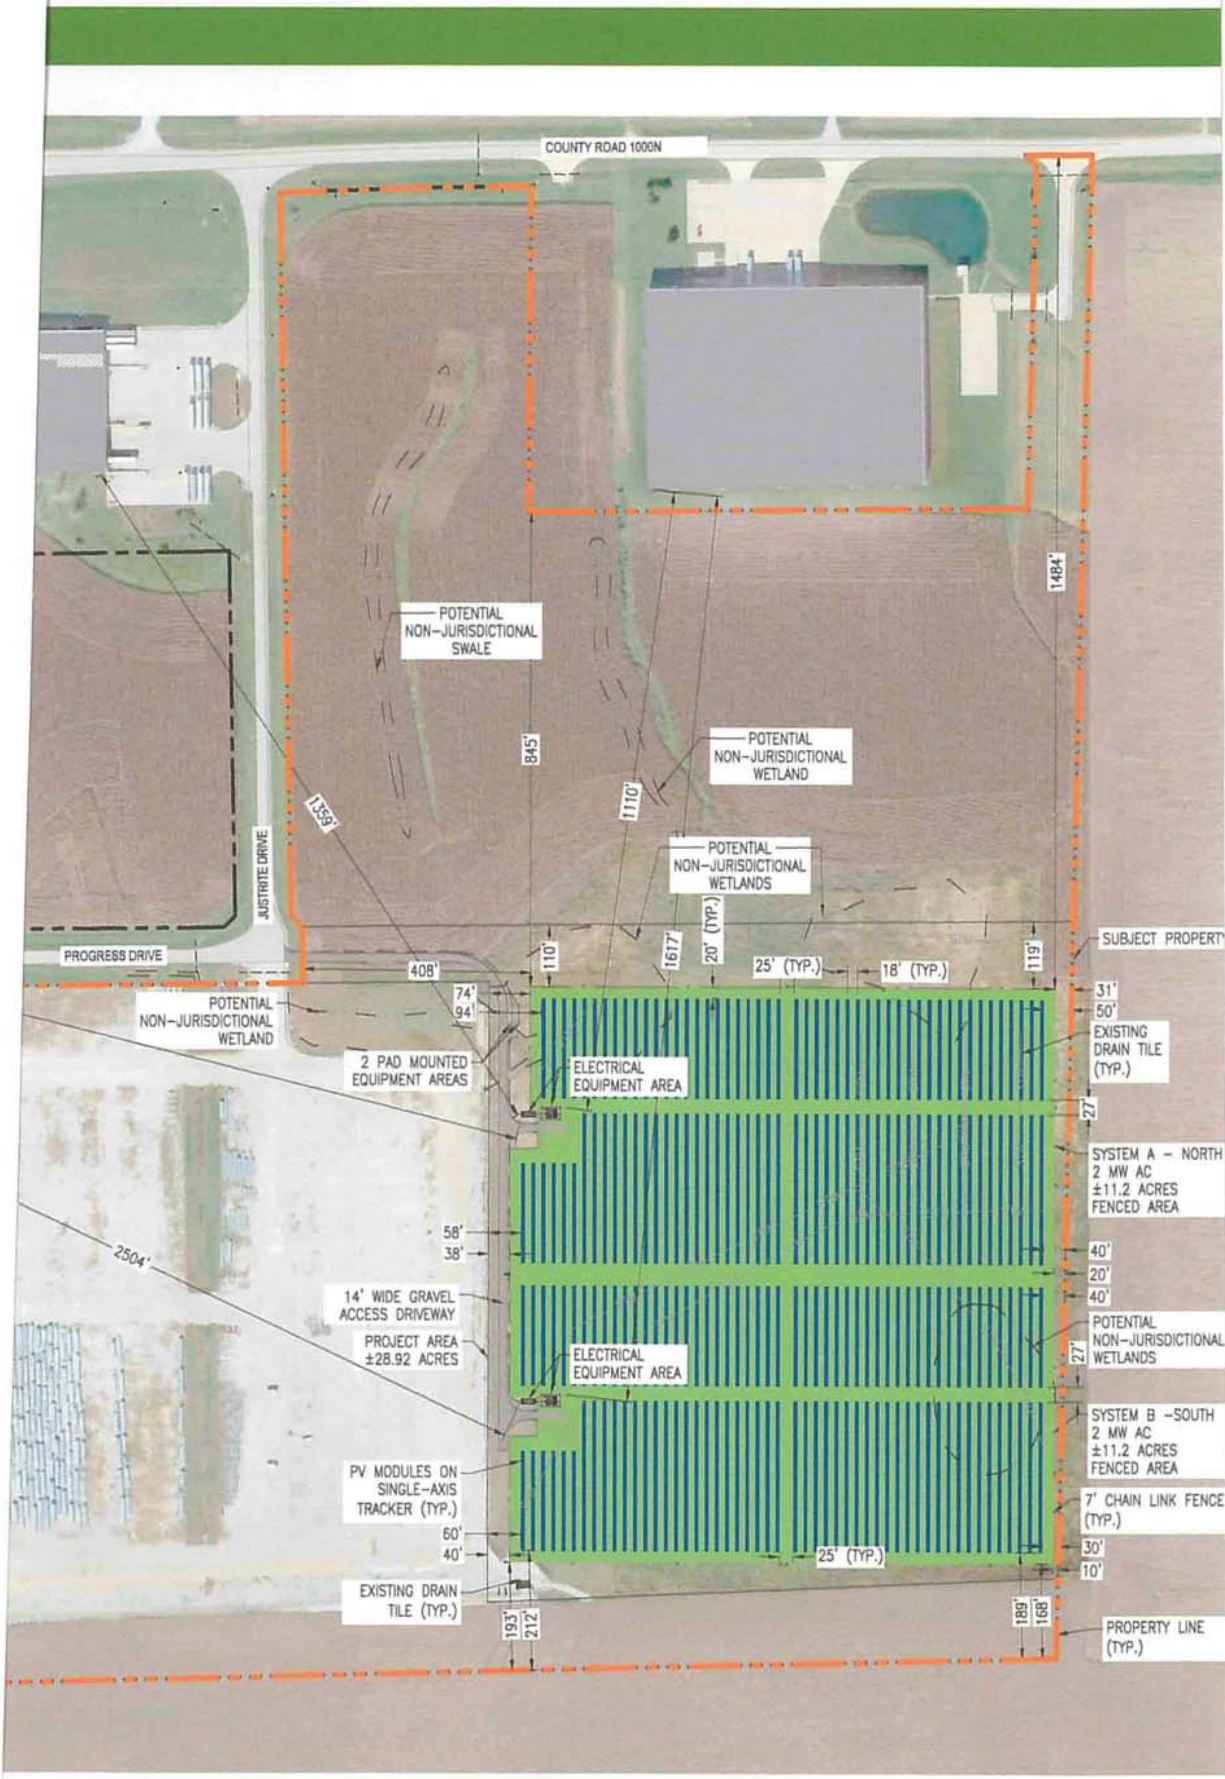 COUNTY ROAD 1000N
1484'
POTENTIAL
NON-JURISDICTIONAL
SWALE
845'
POTENTIAL
NON-JURISDICTIONAL
WETLAND
1110'
1359'
JUSTRITE DRIVE
POTENTIAL
NON-JURISDICTIONAL
WETLANDS
20' (TYP.)
PROGRESS DRIVE
408'
110'
1617'
25' (TYP.)
18' (TYP.)
119'
SUBJECT PROPERTY
74'
94'
31'
50'
POTENTIAL
NON-JURISDICTIONAL
WETLAND
2 PAD MOUNTED
EQUIPMENT AREAS
ELECTRICAL
EQUIPMENT AREA
EXISTING
DRAIN TILE
(TYP.)
27'
SYSTEM A - NORTH
2 MW AC
±11.2 ACRES
FENCED AREA
58'
38'
2504'
40'
20'
40'
14' WIDE GRAVEL
ACCESS DRIVEWAY
PROJECT AREA
±28.92 ACRES
ELECTRICAL
EQUIPMENT AREA
POTENTIAL
NON-JURISDICTIONAL
WETLANDS
27'
SYSTEM B -SOUTH
2 MW AC
±11.2 ACRES
FENCED AREA
PV MODULES ON
SINGLE-AXIS
TRACKER (TYP.)
7' CHAIN LINK FENCE
(TYP.)
60'
40'
25' (TYP.)
30'
10'
EXISTING DRAIN
TILE (TYP.)
193'
212'
189'
168'
PROPERTY LINE
(TYP.)